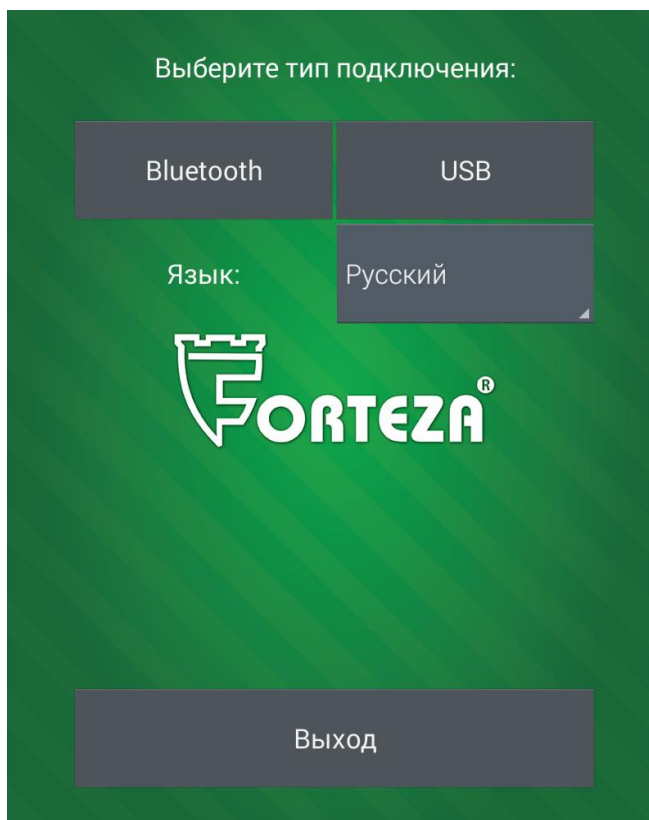 Выберите тип подключения:
Bluetooth USB
Язык: Русский
FORTEZA®
Выход